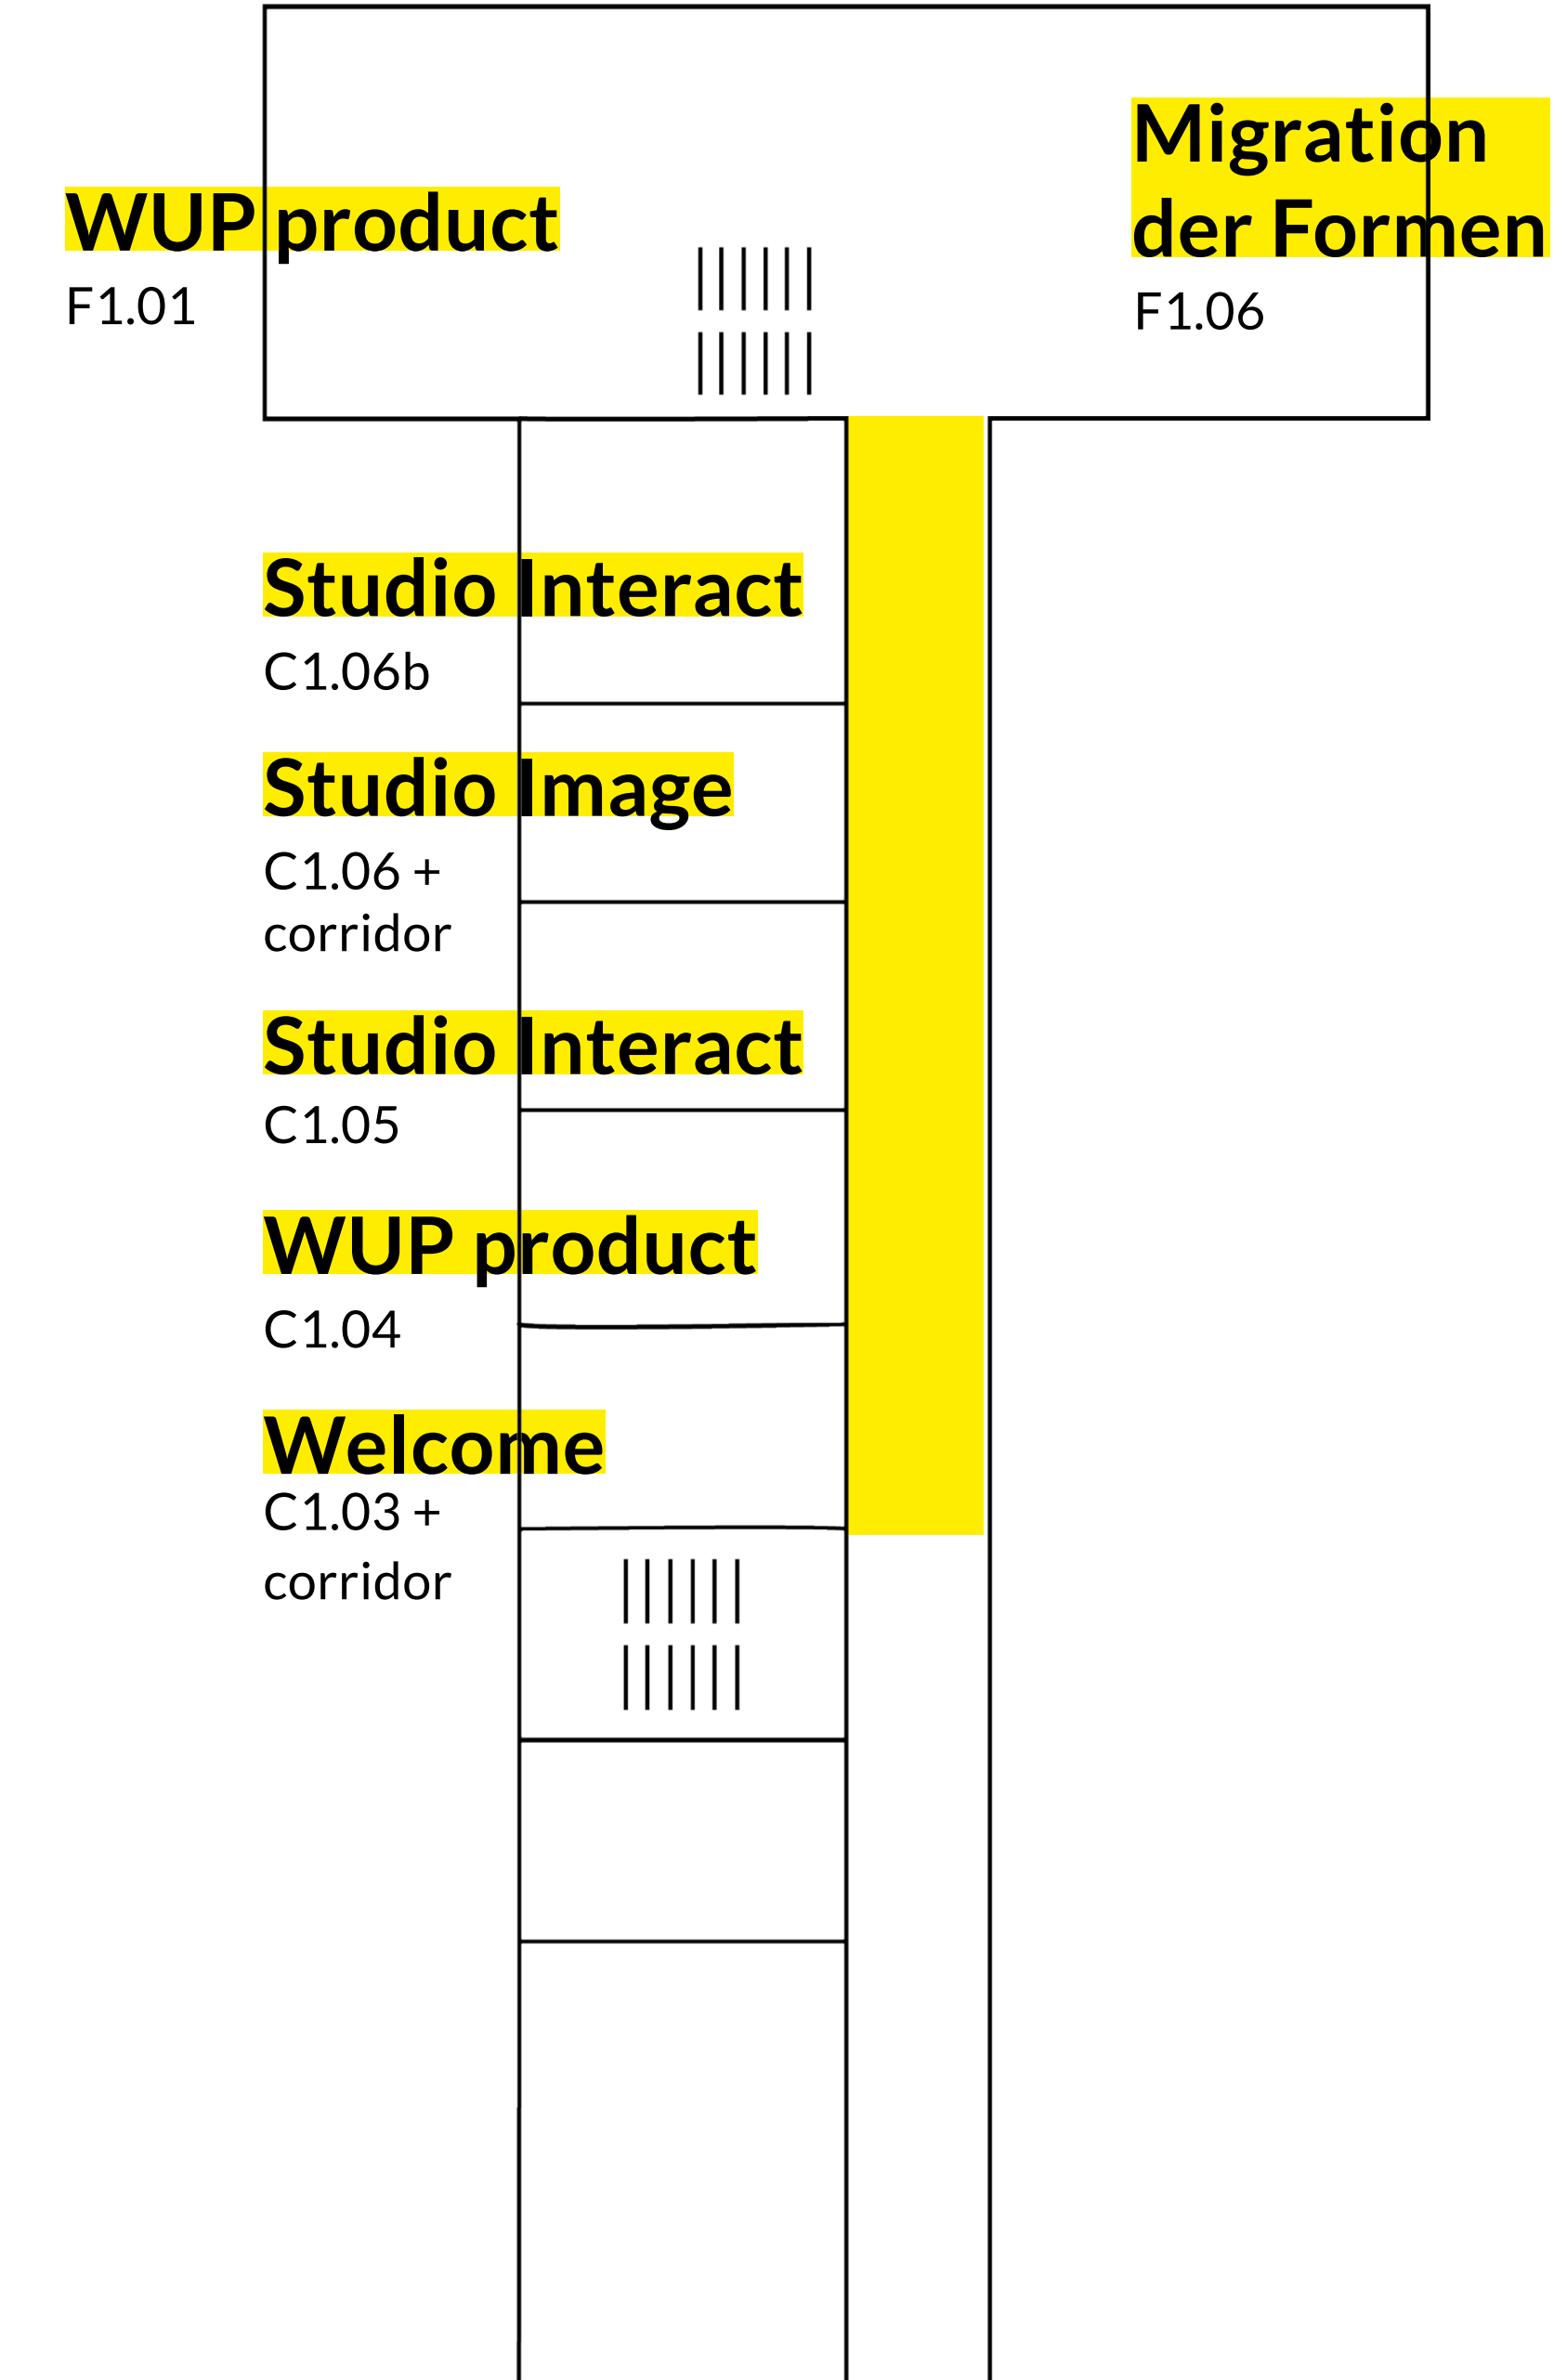 WUP product
F1.01
Migration
der Formen
F1.06
Studio Interact
C1.06b
Studio Image
C1.06 +
corridor
Studio Interact
C1.05
WUP product
C1.04
Welcome
C1.03 +
corridor